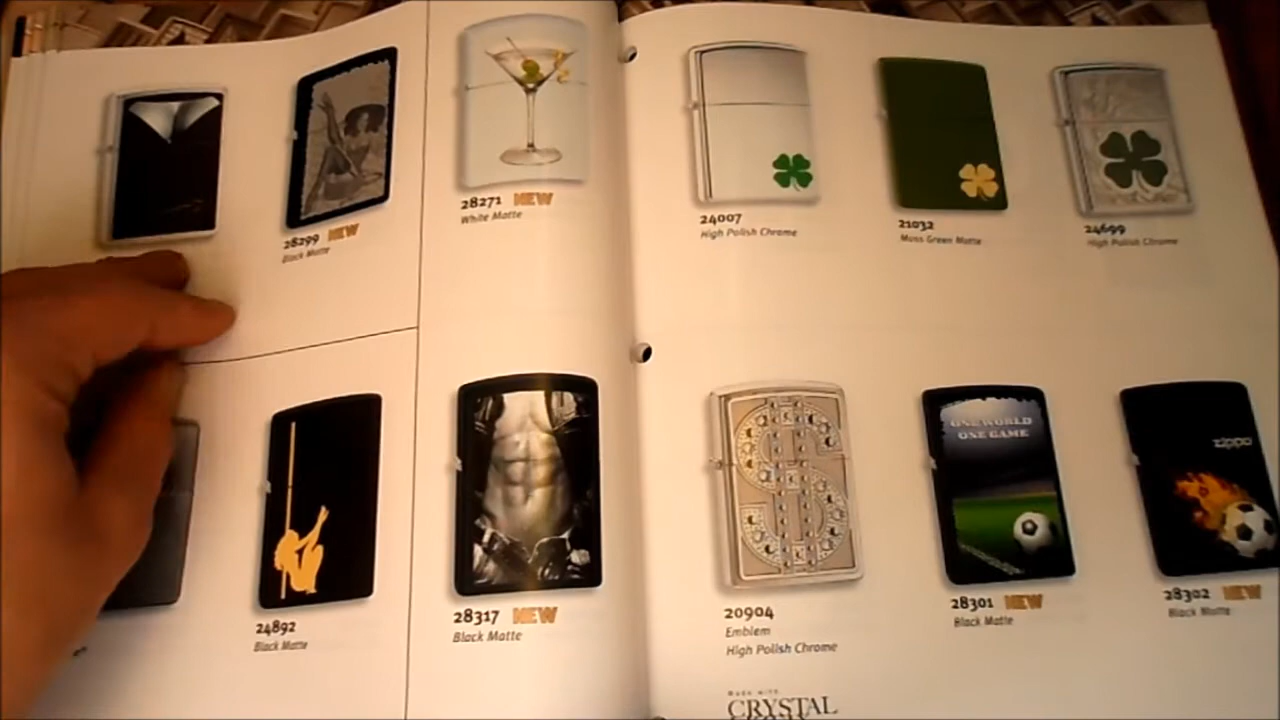 28299 NEW
Black Matte
28271 NEW
White Matte
24007
High Polish Chrome
21032
Moss Green Matte
24699
High Polish Chrome
24892
Black Matte
28317 NEW
Black Matte
20904
Emblem
High Polish Chrome
MADE WITH
CRYSTAL
ONE WORLD
ONE GAME
28301 NEW
Black Matte
zippo
28302 NEW
Black Matte